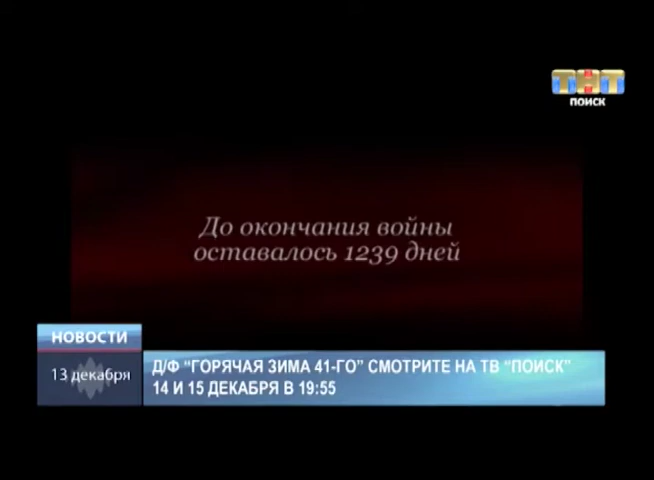 ТНТ
ПОИСК
До окончания войны
оставалось 1239 дней
НОВОСТИ
13 декабря
Д/Ф “ГОРЯЧАЯ ЗИМА 41-ГО” СМОТРИТЕ НА ТВ “ПОИСК”
14 И 15 ДЕКАБРЯ В 19:55